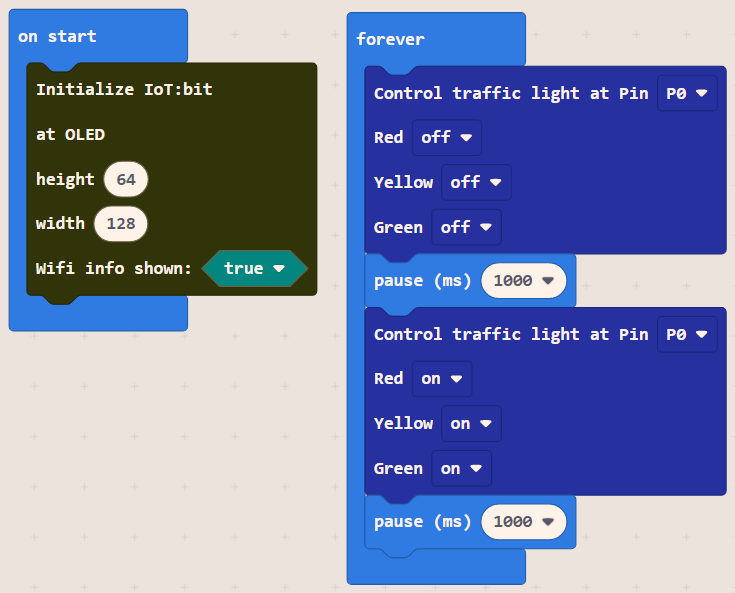 on start
Initialize IoT:bit
at OLED
height 64
width 128
Wifi info shown: true
forever
Control traffic light at Pin P0
Red off
Yellow off
Green off
pause (ms) 1000
Control traffic light at Pin P0
Red on
Yellow on
Green on
pause (ms) 1000